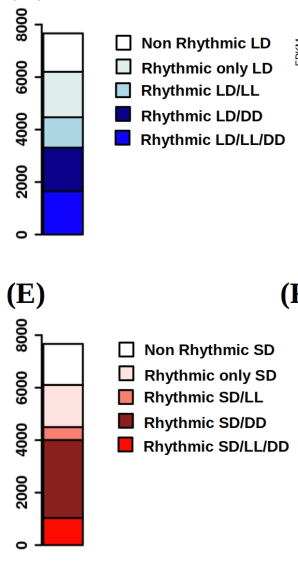 8000
6000
4000
2000
0
Non Rhythmic LD
Rhythmic only LD
Rhythmic LD/LL
Rhythmic LD/DD
Rhythmic LD/LL/DD
(E)
8000
6000
4000
2000
0
Non Rhythmic SD
Rhythmic only SD
Rhythmic SD/LL
Rhythmic SD/DD
Rhythmic SD/LL/DD